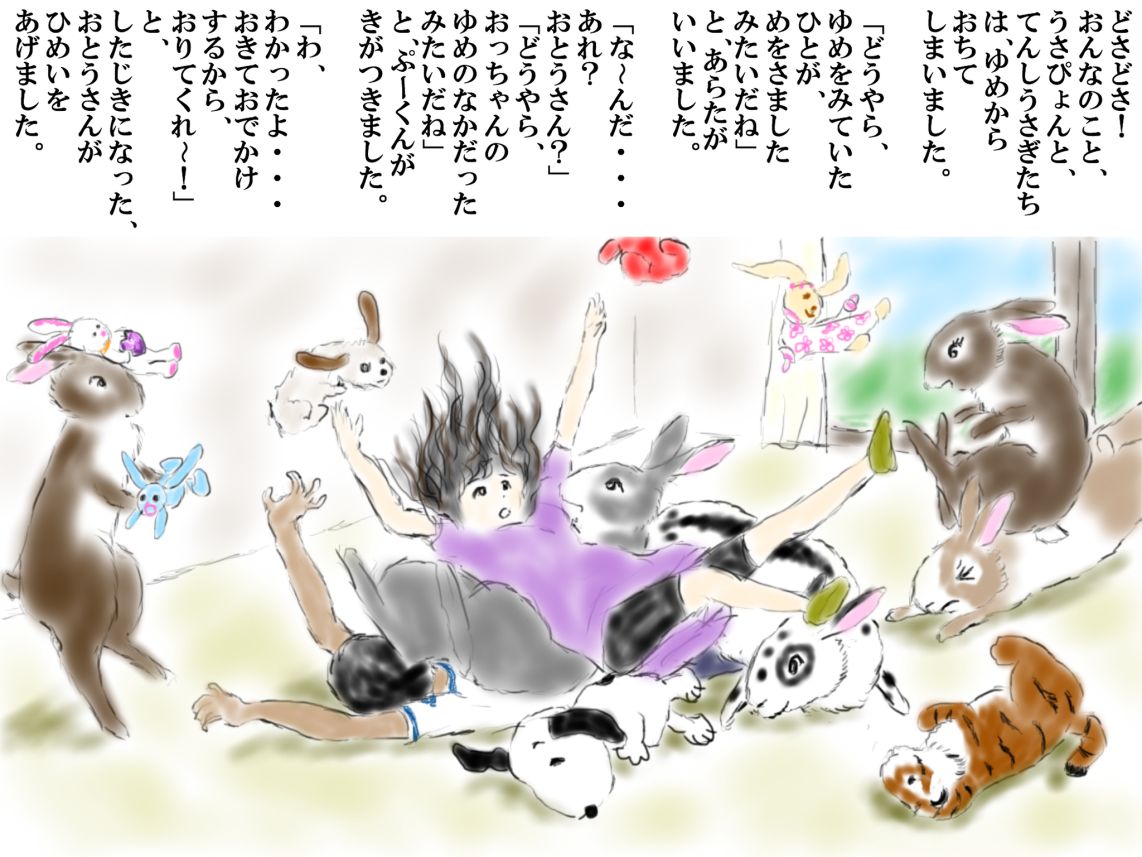 どさどさ！
おんなのこと、
うさぴょんと、
てんしうさぎたち
は、ゆめから
おちて
しまいました。
「どうやら、
ゆめをみていた
ひとが、
めをさました
みたいだね」
と、あらたが
いいました。
「な～んだ・・・
あれ？
おとうさん？」
「どうやら、
おっちゃんの
ゆめのなかだった
みたいだね」
と、ぷーくんが
きがつきました。
「わ、
わかったよ・・・
おきておでかけ
するから、
おりてくれ～！」
と、
したじきになった、
おとうさんが
ひめいを
あげました。